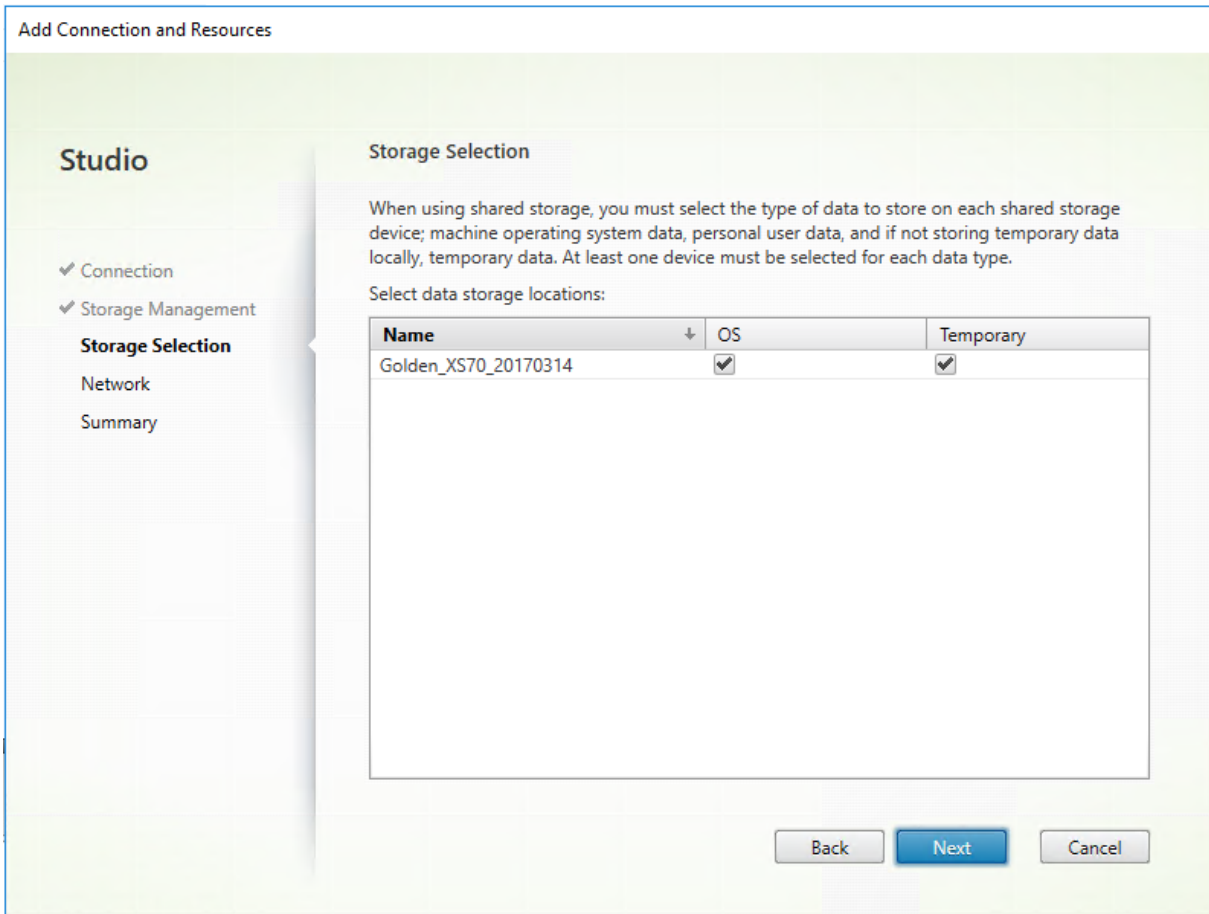 Add Connection and Resources
Studio
Connection
Storage Management
Storage Selection
Network
Summary
Storage Selection
When using shared storage, you must select the type of data to store on each shared storage
device; machine operating system data, personal user data, and if not storing temporary data
locally, temporary data. At least one device must be selected for each data type.
Select data storage locations:
Name OS Temporary
Golden_XS70_20170314
Back Next Cancel